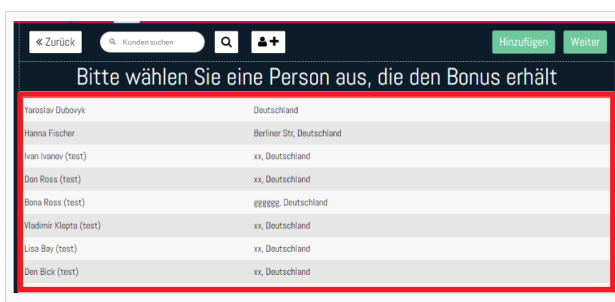 « Zurück Kunden suchen Hinzufügen Weiter
Bitte wählen Sie eine Person aus, die den Bonus erhält
Yaroslav Dubovyk Deutschland
Hanna Fischer Berliner Str, Deutschland
Ivan Ivanov (test) xx, Deutschland
Don Ross (test) xx, Deutschland
Bona Ross (test) gggggg, Deutschland
Vladimir Klepto (test) xx, Deutschland
Lisa Bay (test) xx, Deutschland
Den Bick (test) xx, Deutschland